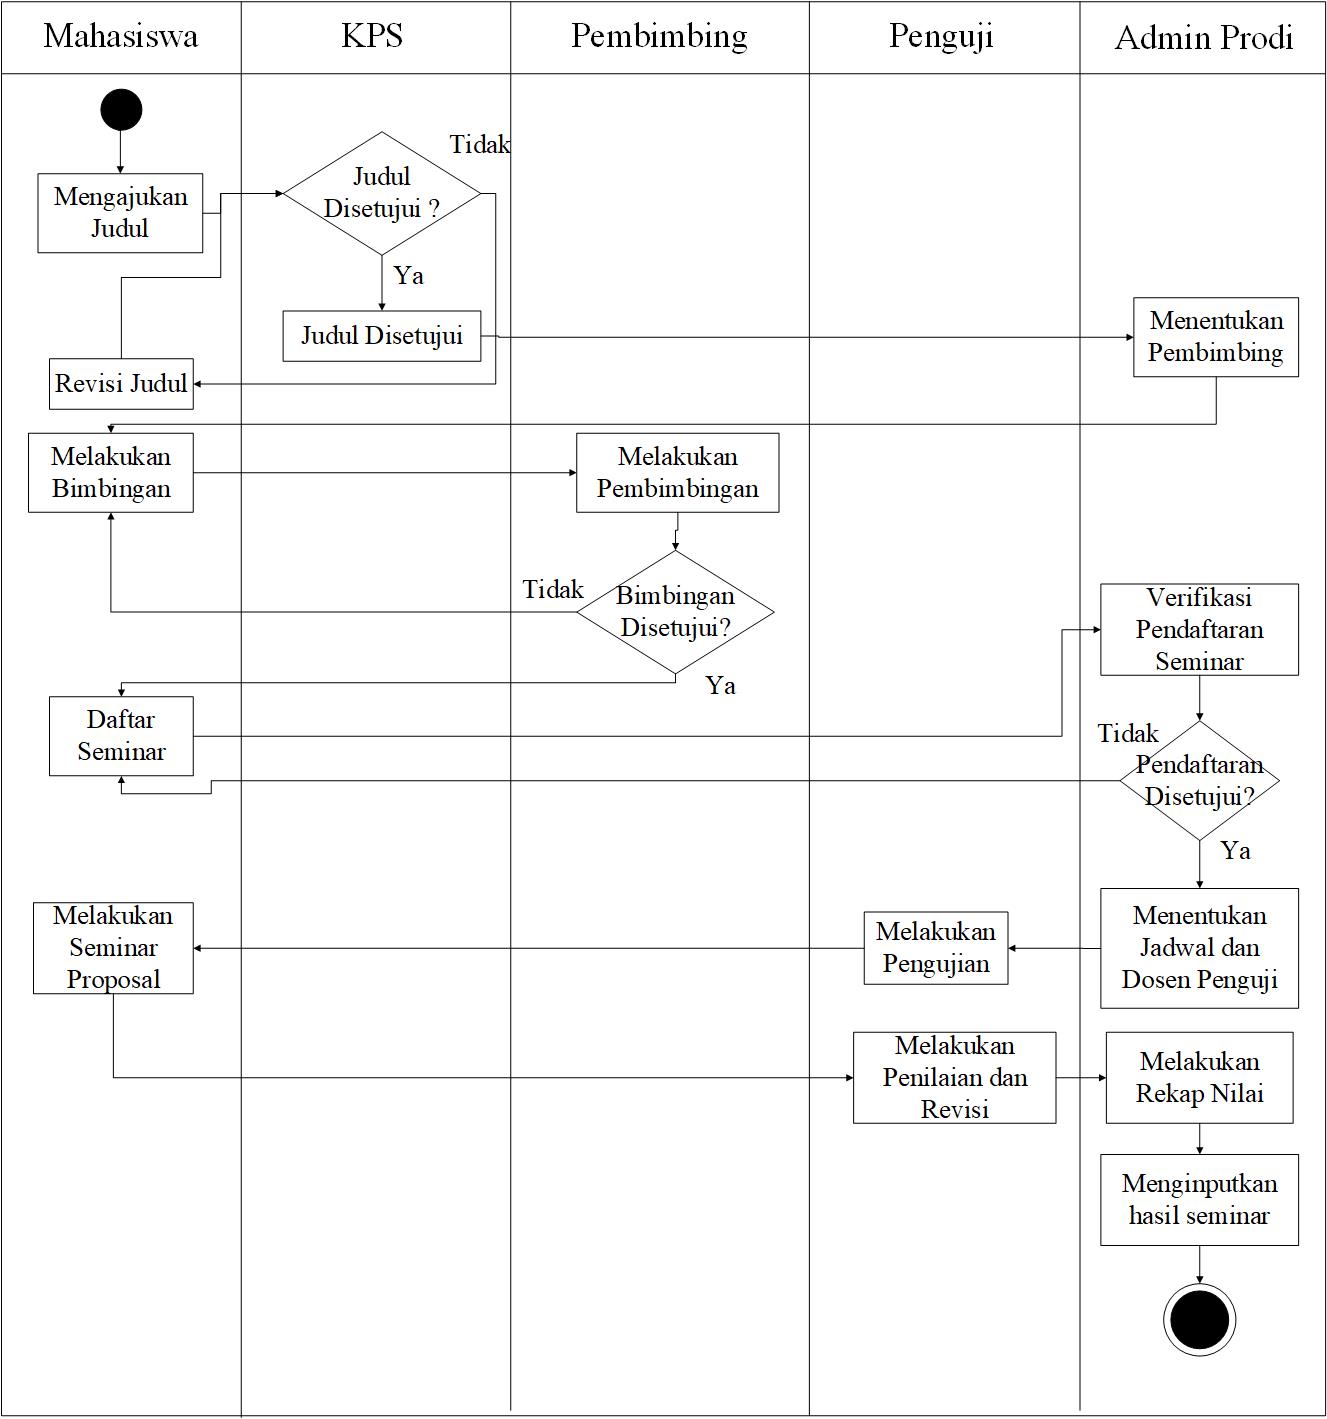 Mahasiswa
KPS
Pembimbing
Penguji
Admin Prodi
Tidak
Mengajukan
Judul
Judul
Disetujui ?
Ya
Judul Disetujui
Menentukan
Pembimbing
Revisi Judul
Melakukan
Bimbingan
Melakukan
Pembimbingan
Tidak
Bimbingan
Disetujui?
Ya
Verifikasi
Pendaftaran
Seminar
Daftar
Seminar
Tidak
Pendaftaran
Disetujui?
Ya
Melakukan
Seminar
Proposal
Melakukan
Pengujian
Menentukan
Jadwal dan
Dosen Penguji
Melakukan
Penilaian dan
Revisi
Melakukan
Rekap Nilai
Menginputkan
hasil seminar